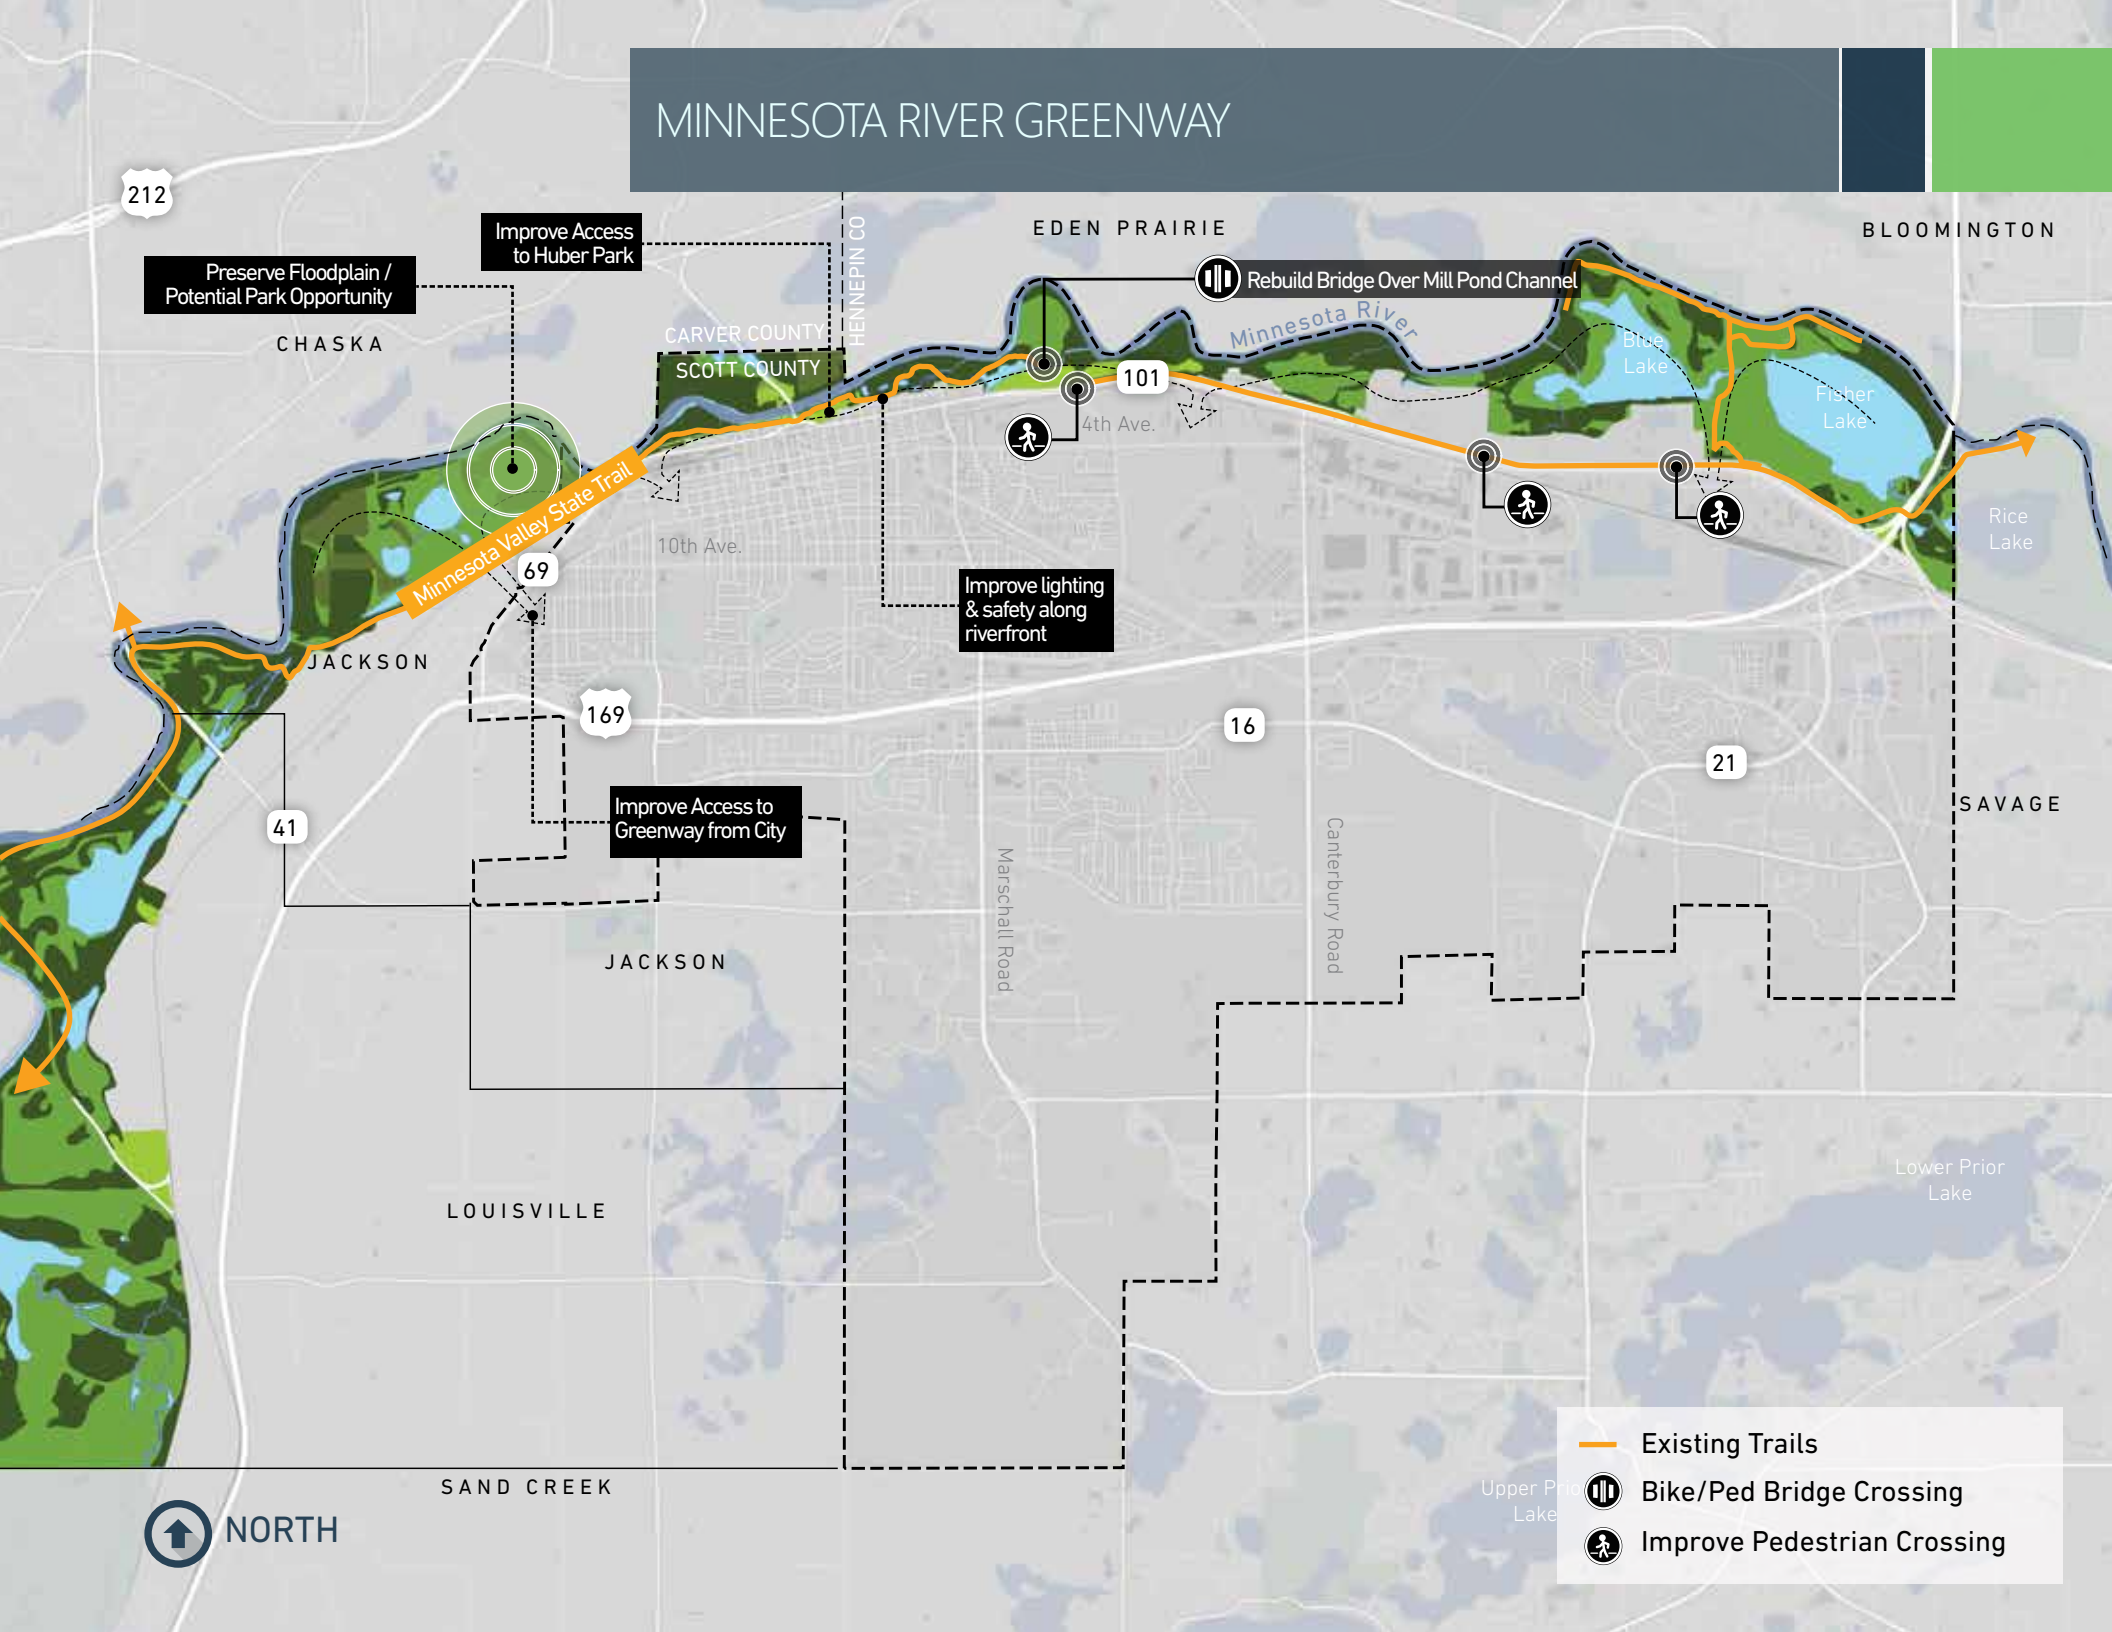 MINNESOTA RIVER GREENWAY
212
Improve Access
to Huber Park
HENNEPIN CO
EDEN PRAIRIE
BLOOMINGTON
Preserve Floodplain /
Potential Park Opportunity
Rebuild Bridge Over Mill Pond Channel
CHASKA
CARVER COUNTY
SCOTT COUNTY
Minnesota River
Blue
Lake
101
Fisher
Lake
4th Ave.
Minnesota Valley State Trail
10th Ave.
69
Rice
Lake
Improve lighting
& safety along
riverfront
JACKSON
169
16
21
41
Improve Access to
Greenway from City
SAVAGE
Marschall Road
Canterbury Road
JACKSON
Lower Prior
Lake
LOUISVILLE
SAND CREEK
Upper Prio
Lake
NORTH
Existing Trails
Bike/Ped Bridge Crossing
Improve Pedestrian Crossing